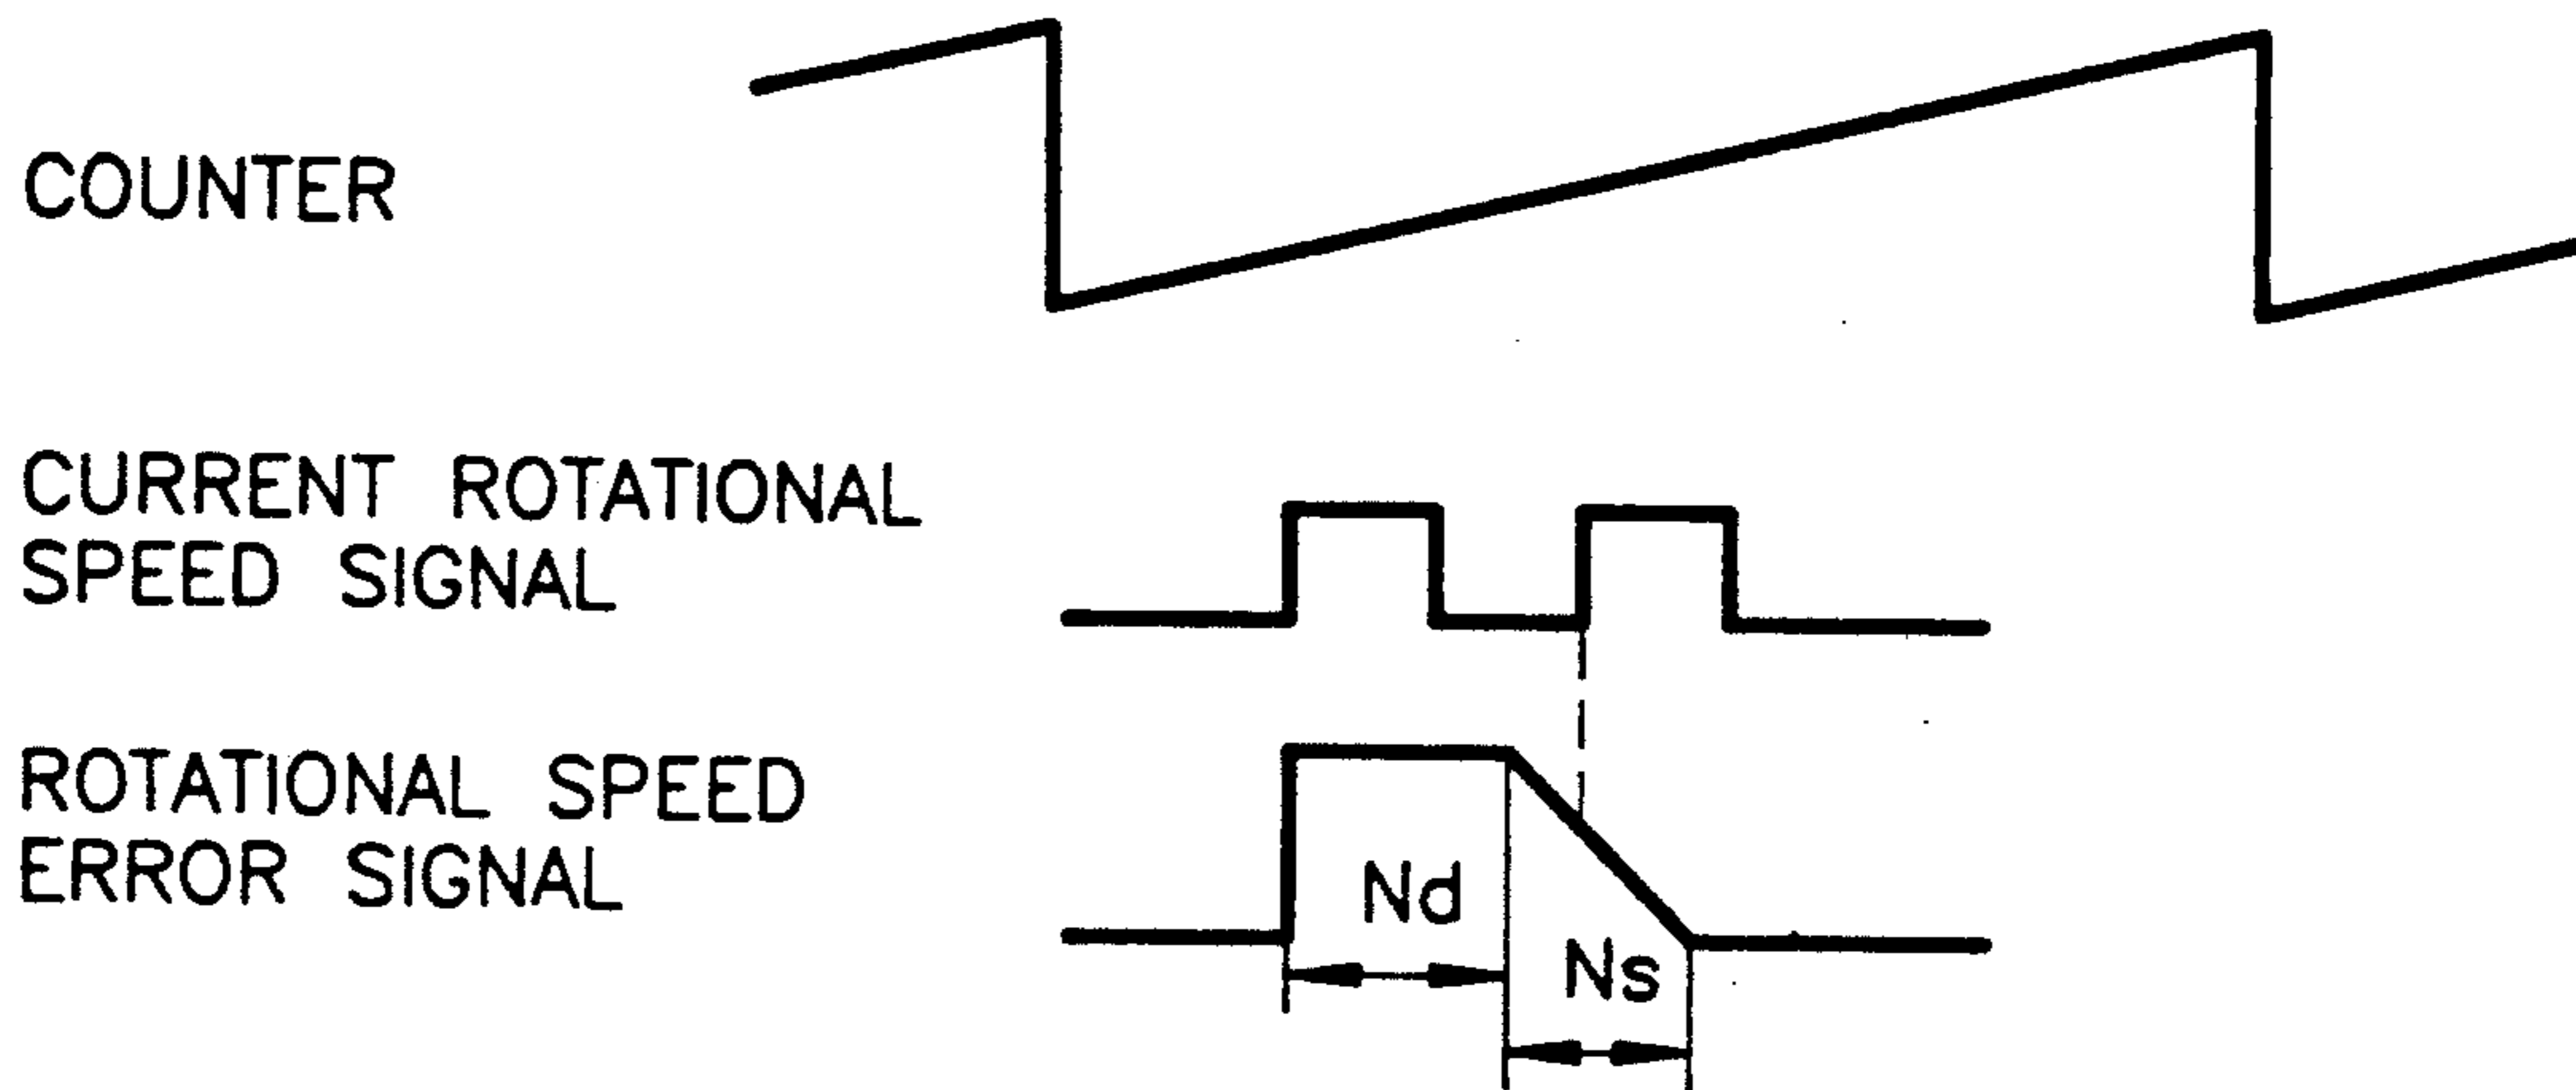 COUNTER
CURRENT ROTATIONAL
SPEED SIGNAL
ROTATIONAL SPEED
ERROR SIGNAL
Nd
Ns